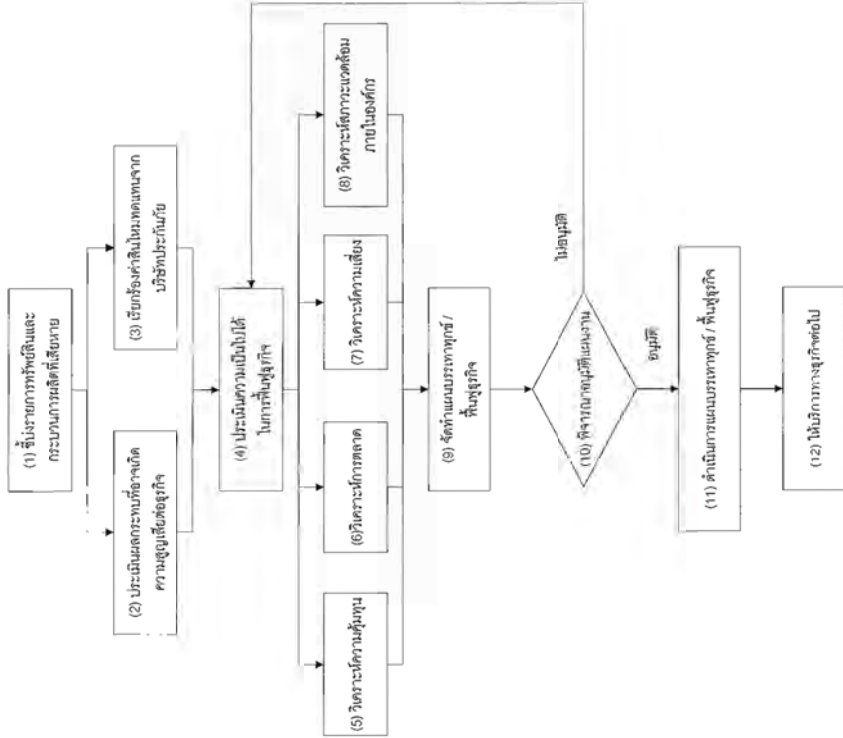 (1) ชี้บ่งรายการทรัพย์สินและ
กระบวนการผลิตที่เสียหาย
(2) ประเมินผลกระทบที่อาจเกิด
ความสูญเสียต่อธุรกิจ
(3) เรียกร้องค่าสินไหมทดแทนจาก
บริษัทประกันภัย
(4) ประเมินความเป็นไปได้
ในการฟื้นฟูธุรกิจ
(5) วิเคราะห์ความคุ้มทุน
(6)วิเคราะห์การตลาด
(7) วิเคราะห์ความเสี่ยง
(8) วิเคราะห์สภาวะแวดล้อม
ภายในองค์กร
(9) จัดทำแผนบรรเทาทุกข์ /
ฟื้นฟูธุรกิจ
(10) พิจารณาอนุมัติแผนงาน
ไม่อนุมัติ
อนุมัติ
(11) ดำเนินการแผนบรรเทาทุกข์ / ฟื้นฟูธุรกิจ
(12) ให้บริการทางธุรกิจต่อไป